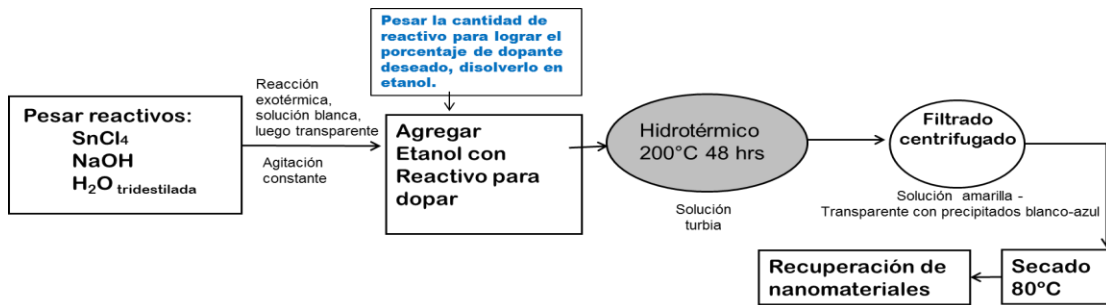 Pesar la cantidad de
reactivo para lograr el
porcentaje de dopante
deseado, disolverlo en
etanol.
Pesar reactivos:
SnCl4
NaOH
H2O tridestilada
Reacción
exotérmica,
solución blanca,
luego transparente
Agitación
constante
Agregar
Etanol con
Reactivo para
dopar
Hidrotérmico
200°C 48 hrs
Solución
turbia
Filtrado
centrifugado
Solución amarilla -
Transparente con precipitados blanco-azul
Secado
80°C
Recuperación de
nanomateriales